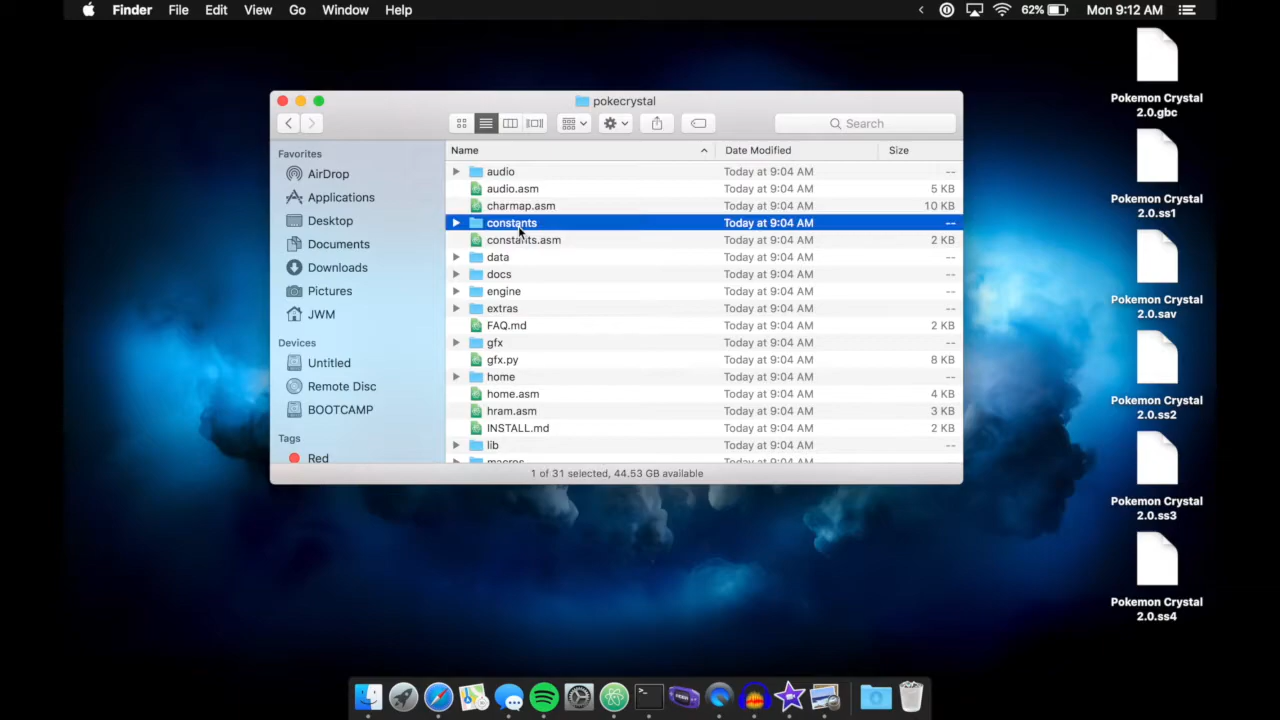 Finder File Edit View Go Window Help
62% Mon 9:12 AM
pokecrystal
Search
Favorites
AirDrop
Applications
Desktop
Documents
Downloads
Pictures
JWM
Devices
Untitled
Remote Disc
BOOTCAMP
Tags
Red
Name Date Modified Size
audio Today at 9:04 AM --
audio.asm Today at 9:04 AM 5 KB
charmap.asm Today at 9:04 AM 10 KB
constants Today at 9:04 AM --
constants.asm Today at 9:04 AM 2 KB
data Today at 9:04 AM --
docs Today at 9:04 AM --
engine Today at 9:04 AM --
extras Today at 9:04 AM --
FAQ.md Today at 9:04 AM 2 KB
gfx Today at 9:04 AM --
gfx.py Today at 9:04 AM 8 KB
home Today at 9:04 AM --
home.asm Today at 9:04 AM 4 KB
hram.asm Today at 9:04 AM 3 KB
INSTALL.md Today at 9:04 AM 2 KB
lib Today at 9:04 AM --
macros Today at 9:04 AM --
1 of 31 selected, 44.53 GB available
Pokemon Crystal
2.0.gbc
Pokemon Crystal
2.0.ss1
Pokemon Crystal
2.0.sav
Pokemon Crystal
2.0.ss2
Pokemon Crystal
2.0.ss3
Pokemon Crystal
2.0.ss4